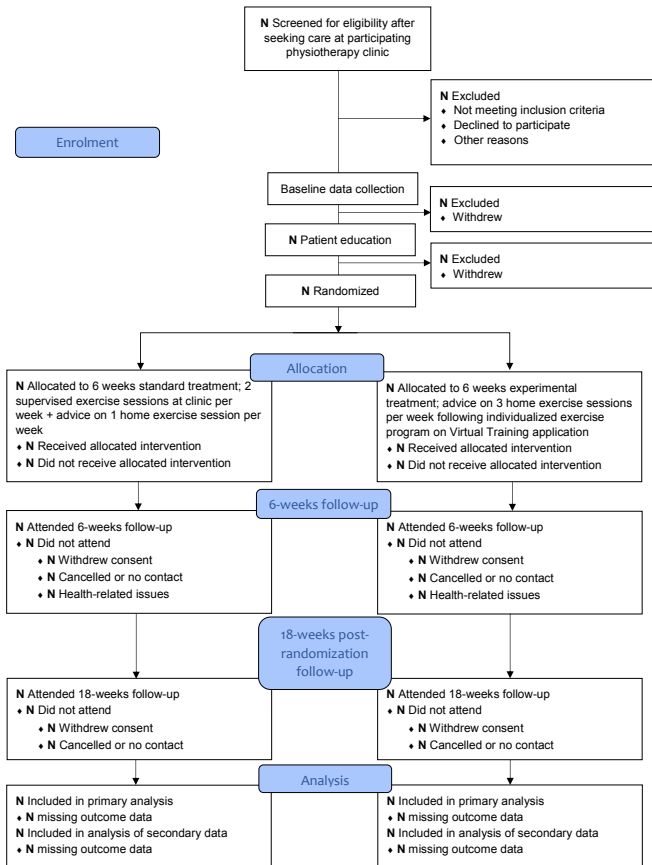 N Screened for eligibility after
seeking care at participating
physiotherapy clinic
N Excluded
♦ Not meeting inclusion criteria
♦ Declined to participate
♦ Other reasons
Enrolment
Baseline data collection
N Excluded
♦ Withdrew
N Patient education
N Excluded
♦ Withdrew
N Randomized
Allocation
N Allocated to 6 weeks standard treatment; 2
supervised exercise sessions at clinic per
week + advice on 1 home exercise session per
week
♦ N Received allocated intervention
♦ N Did not receive allocated intervention
N Allocated to 6 weeks experimental
treatment; advice on 3 home exercise sessions
per week following individualized exercise
program on Virtual Training application
♦ N Received allocated intervention
♦ N Did not receive allocated intervention
6-weeks follow-up
N Attended 6-weeks follow-up
♦ N Did not attend
♦ N Withdrew consent
♦ N Cancelled or no contact
♦ N Health-related issues
N Attended 6-weeks follow-up
♦ N Did not attend
♦ N Withdrew consent
♦ N Cancelled or no contact
♦ N Health-related issues
18-weeks post-
randomization
follow-up
N Attended 18-weeks follow-up
♦ N Did not attend
♦ N Withdrew consent
♦ N Cancelled or no contact
N Attended 18-weeks follow-up
♦ N Did not attend
♦ N Withdrew consent
♦ N Cancelled or no contact
Analysis
N Included in primary analysis
♦ N missing outcome data
N Included in analysis of secondary data
♦ N missing outcome data
N Included in primary analysis
♦ N missing outcome data
N Included in analysis of secondary data
♦ N missing outcome data